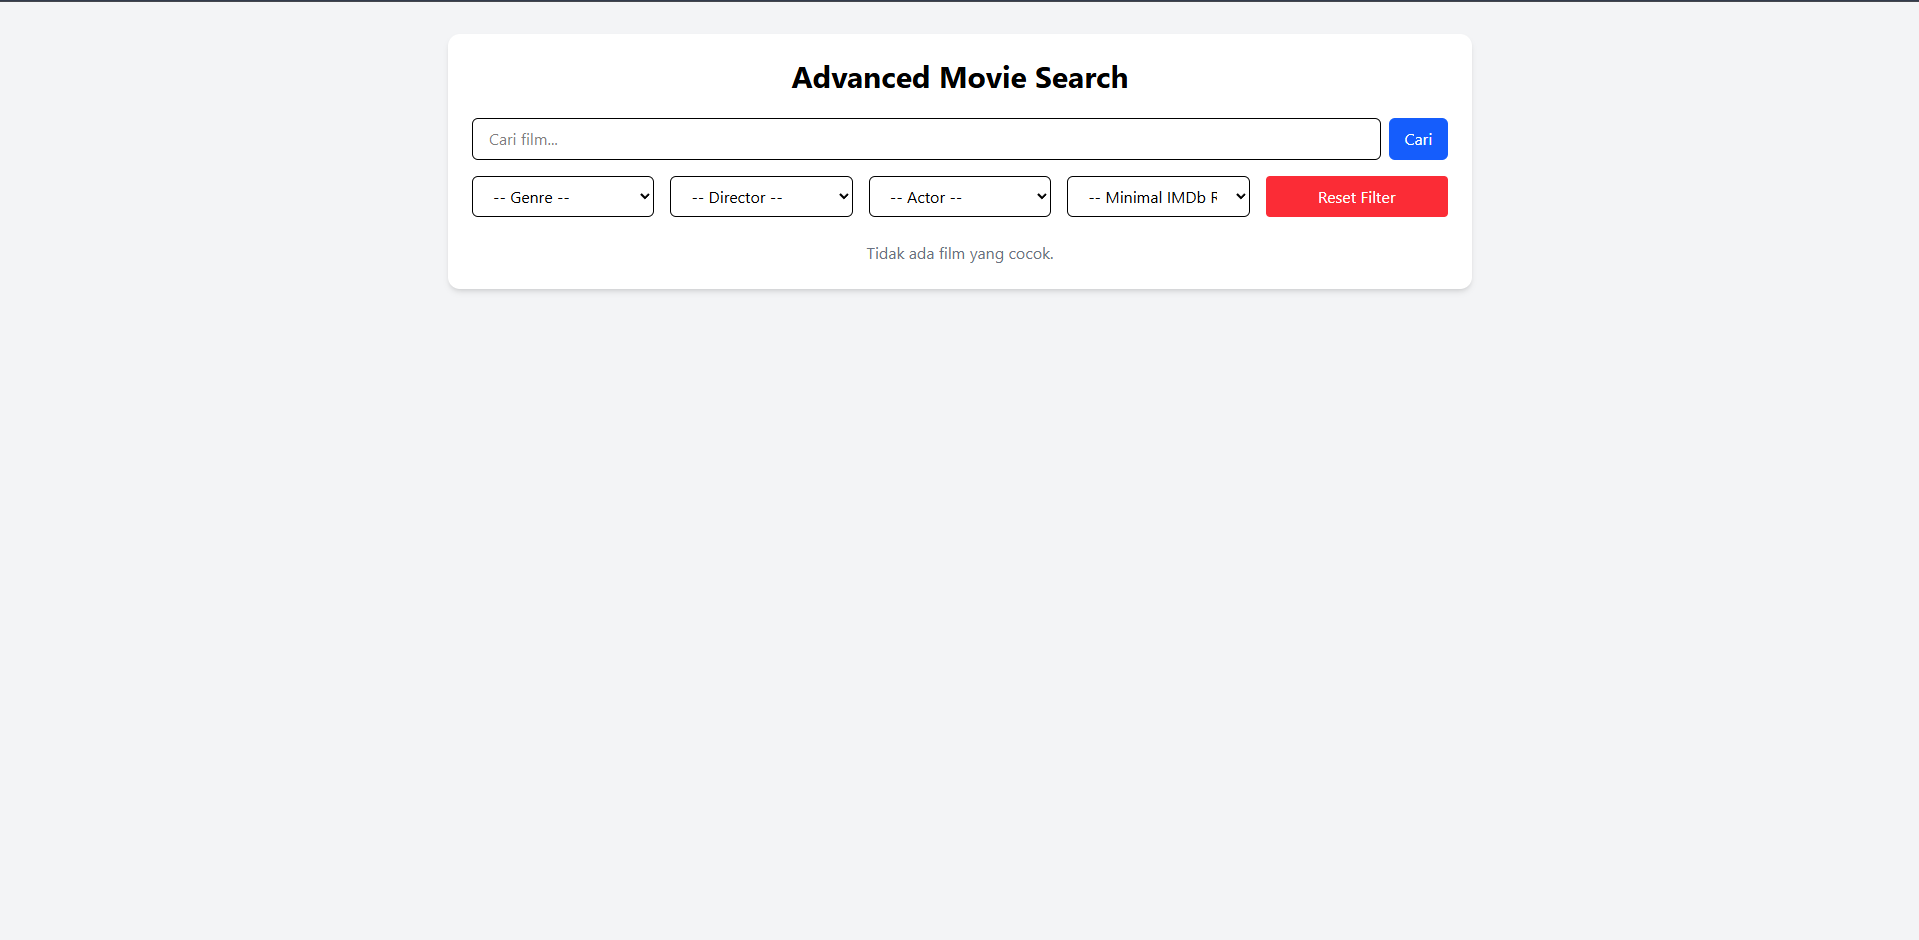 Advanced Movie Search
Cari film...
Cari
-- Genre --
-- Director --
-- Actor --
-- Minimal IMDb R
Reset Filter
Tidak ada film yang cocok.